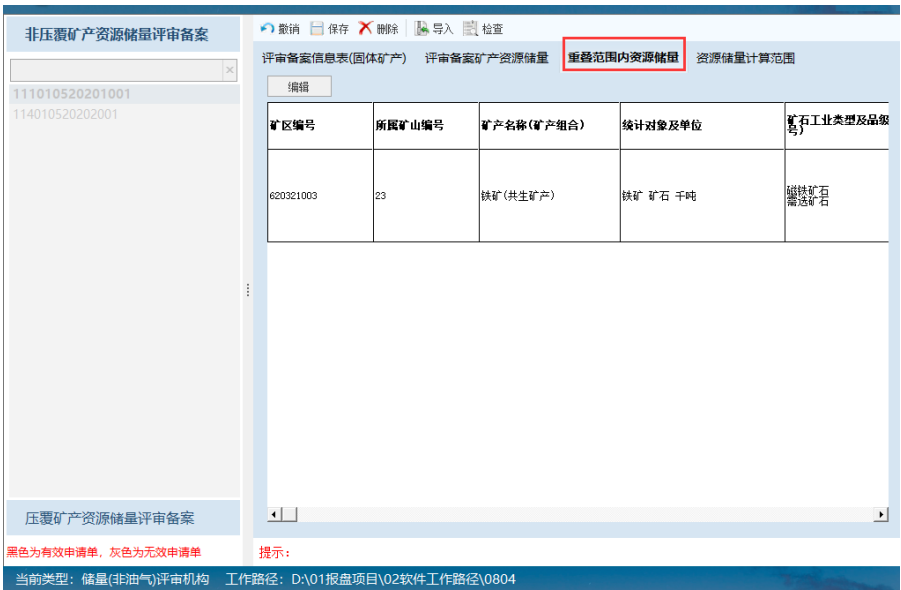 非压覆矿产资源储量评审备案
111010520201001
114010520202001
压覆矿产资源储量评审备案
黑色为有效申请单，灰色为无效申请单
撤销 保存 删除 导入 检查
评审备案信息表(固体矿产) 评审备案矿产资源储量 重叠范围内资源储量 资源储量计算范围
编辑
矿区编号 所属矿山编号 矿产名称(矿产组合) 统计对象及单位 矿石工业类型及品级
号)
620321003 23 铁矿(共生矿产) 铁矿 矿石 千吨 磁铁矿石
需选矿石
提示：
当前类型：储量(非油气)评审机构 工作路径：D:\01报盘项目\02软件工作路径\0804